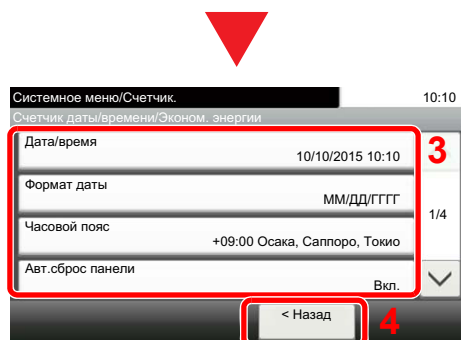 Системное меню/Счетчик.
10:10
Счетчик даты/времени/Эконом. энергии
Дата/время
10/10/2015 10:10
3
Формат даты
ММ/ДД/ГГГГ
1/4
Часовой пояс
+09:00 Осака, Саппоро, Токио
Авт.сброс панели
Вкл.
< Назад
4